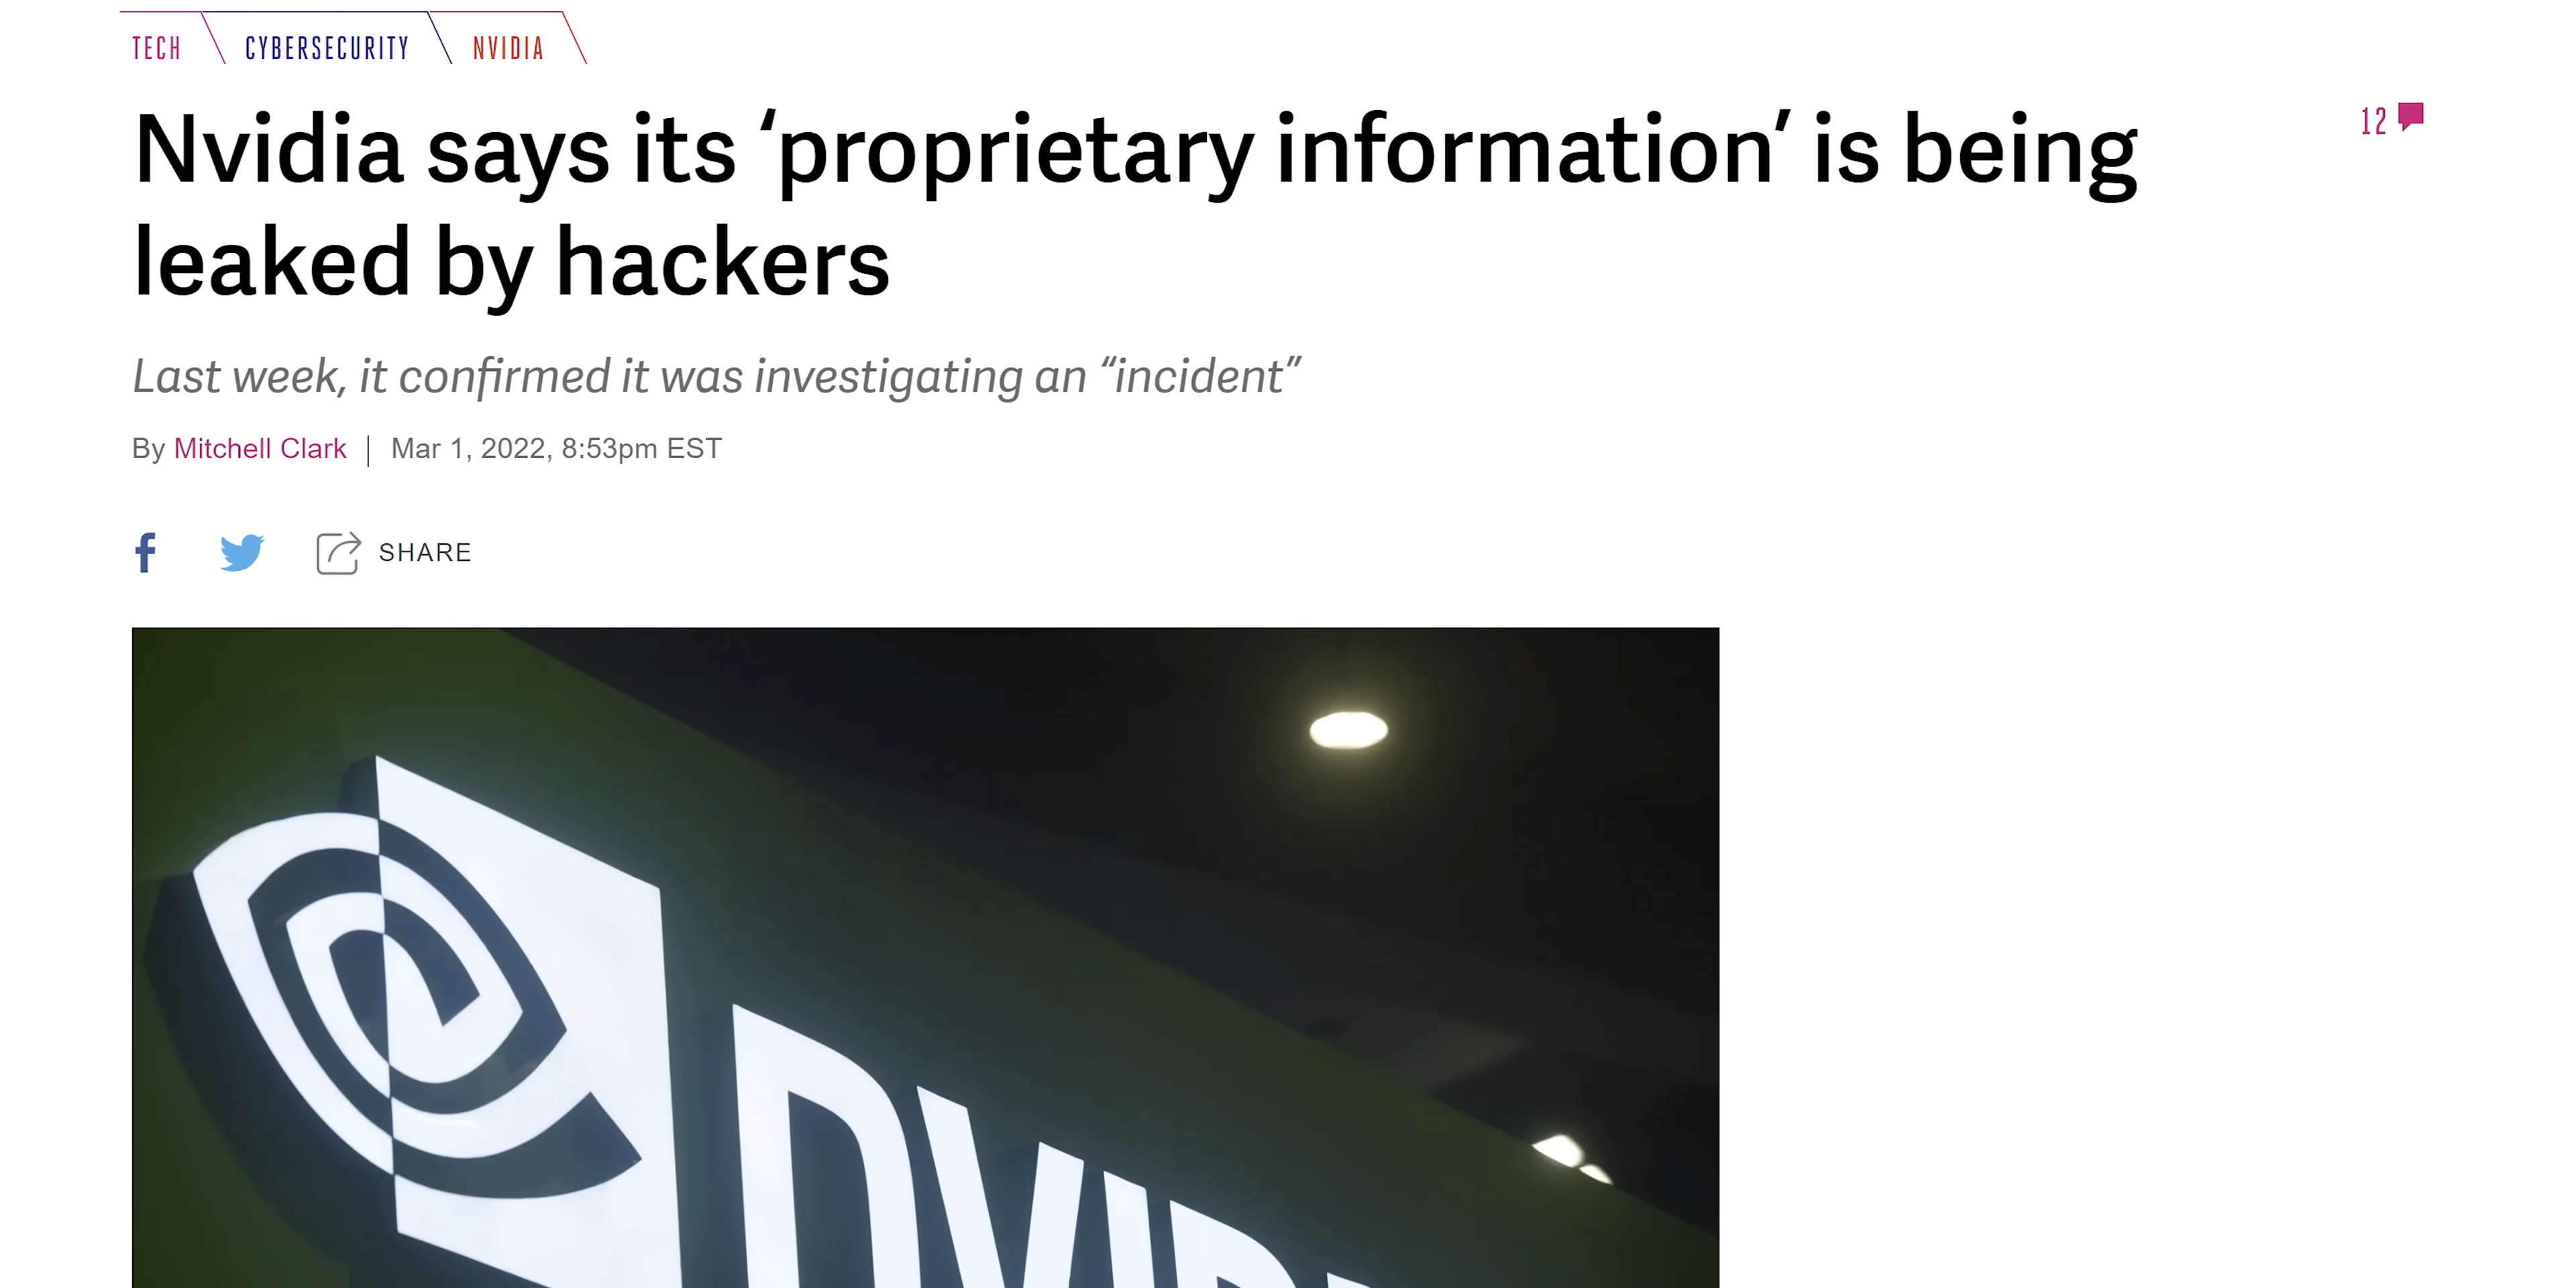 TECH CYBERSECURITY NVIDIA
Nvidia says its ‘proprietary information’ is being
leaked by hackers
12
Last week, it confirmed it was investigating an “incident”
By Mitchell Clark | Mar 1, 2022, 8:53pm EST
SHARE